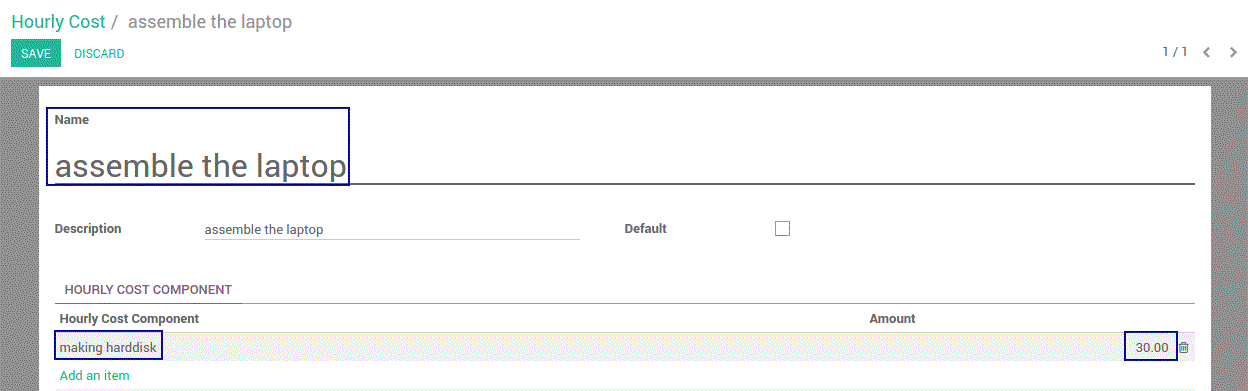 Hourly Cost / assemble the laptop
SAVE DISCARD 1 / 1
Name
assemble the laptop
Description assemble the laptop Default
HOURLY COST COMPONENT
Hourly Cost Component Amount
making harddisk 30.00
Add an item